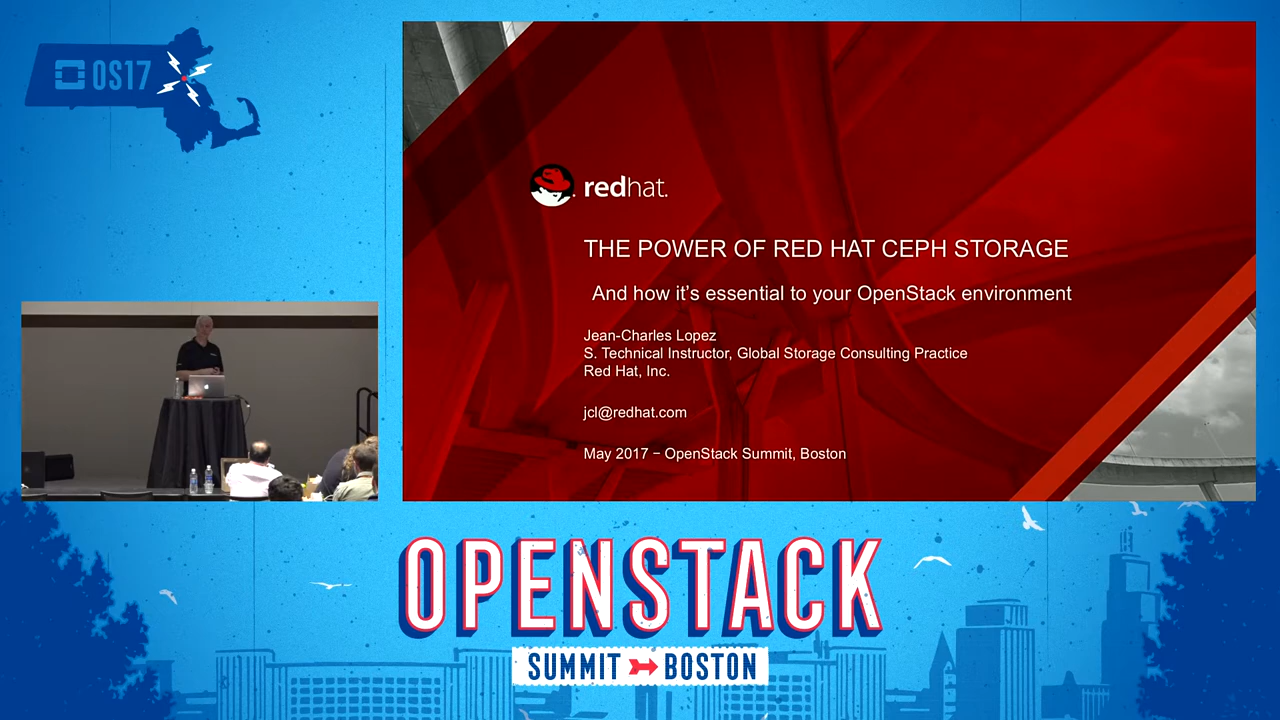 OS17
redhat.
THE POWER OF RED HAT CEPH STORAGE
And how it's essential to your OpenStack environment
Jean-Charles Lopez
S. Technical Instructor, Global Storage Consulting Practice
Red Hat, Inc.
jcl@redhat.com
May 2017 – OpenStack Summit, Boston
OPENSTACK
SUMMIT BOSTON